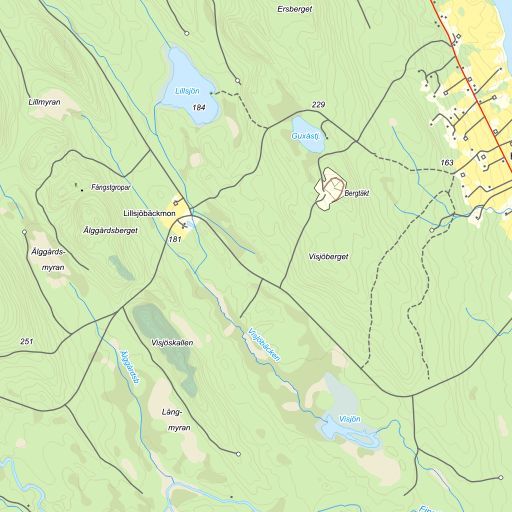 Ersberget
Lillsjön
Lillmyran
184
229
Guxåstj.
163
Fångstgropar
Bergtäkt
Lillsjöbäckmon
Älggårdsberget
181
Älggårds-
myran
Visjöberget
251
Visjöskallen
Visjöbäcken
Älggårdsb.
Lång-
myran
Visjön